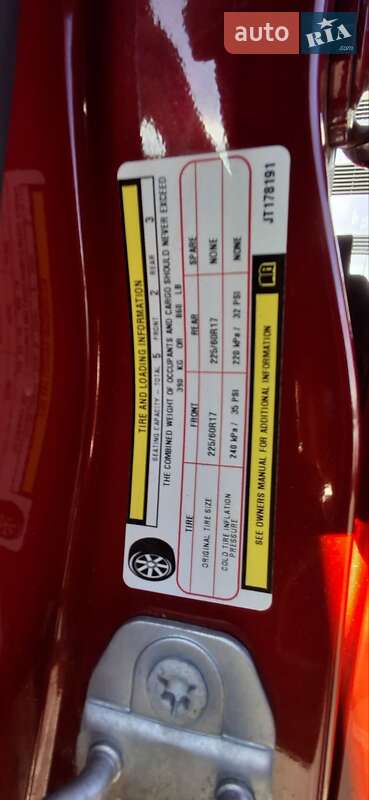 auto RIA
.com
TIRE AND LOADING INFORMATION
SEATING CAPACITY - TOTAL 5 FRONT 2 REAR 3
THE COMBINED WEIGHT OF OCCUPANTS AND CARGO SHOULD NEVER EXCEED
390 KG OR 860 LB
TIRE FRONT REAR SPARE
ORIGINAL TIRE SIZE 225/60R17 225/60R17 NONE
COLD TIRE INFLATION PRESSURE 240 kPa / 35 PSI 220 kPa / 32 PSI NONE
SEE OWNERS MANUAL FOR ADDITIONAL INFORMATION
JT178191